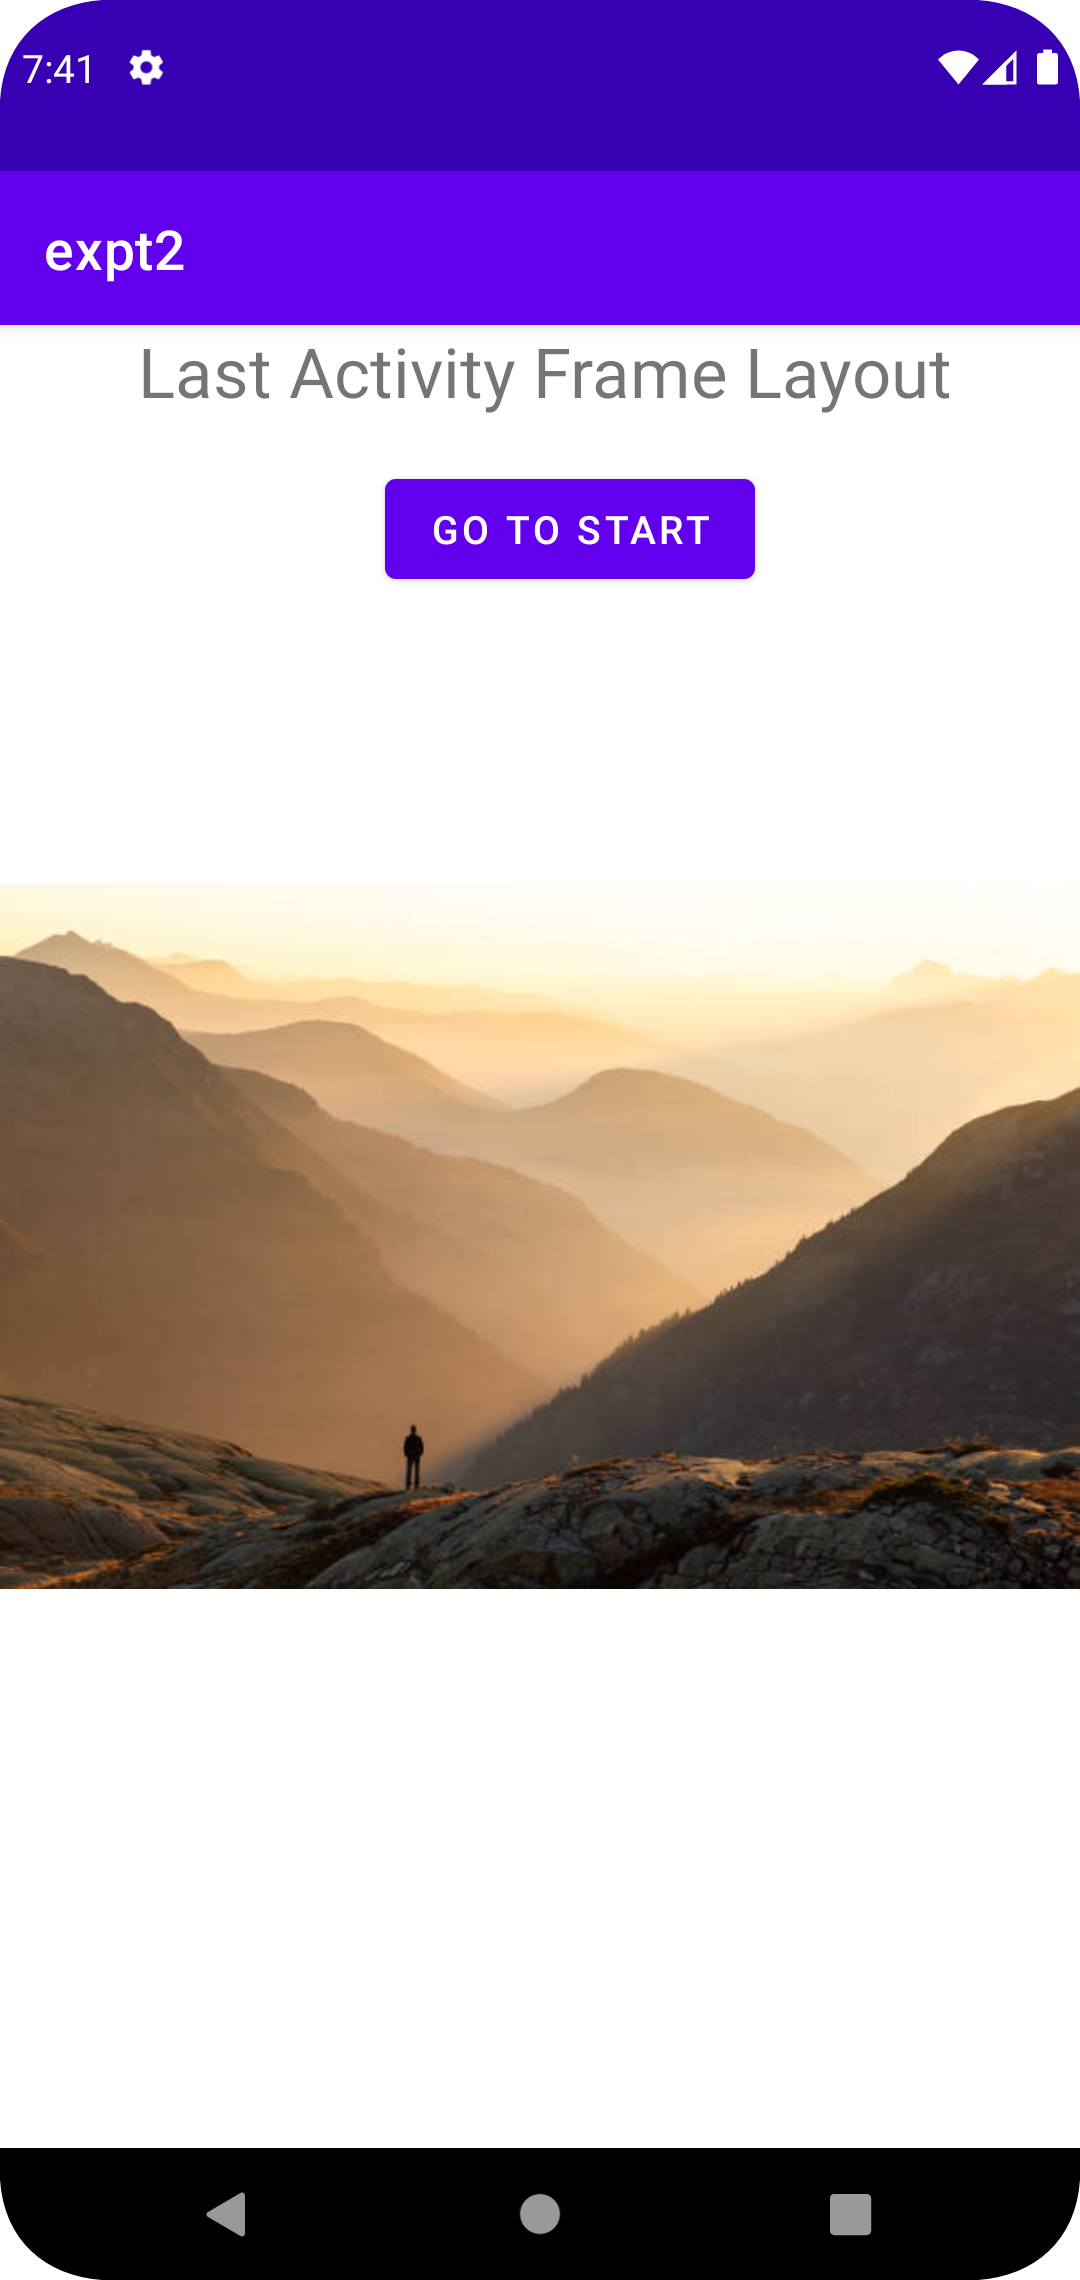 7:41
expt2
Last Activity Frame Layout
GO TO START